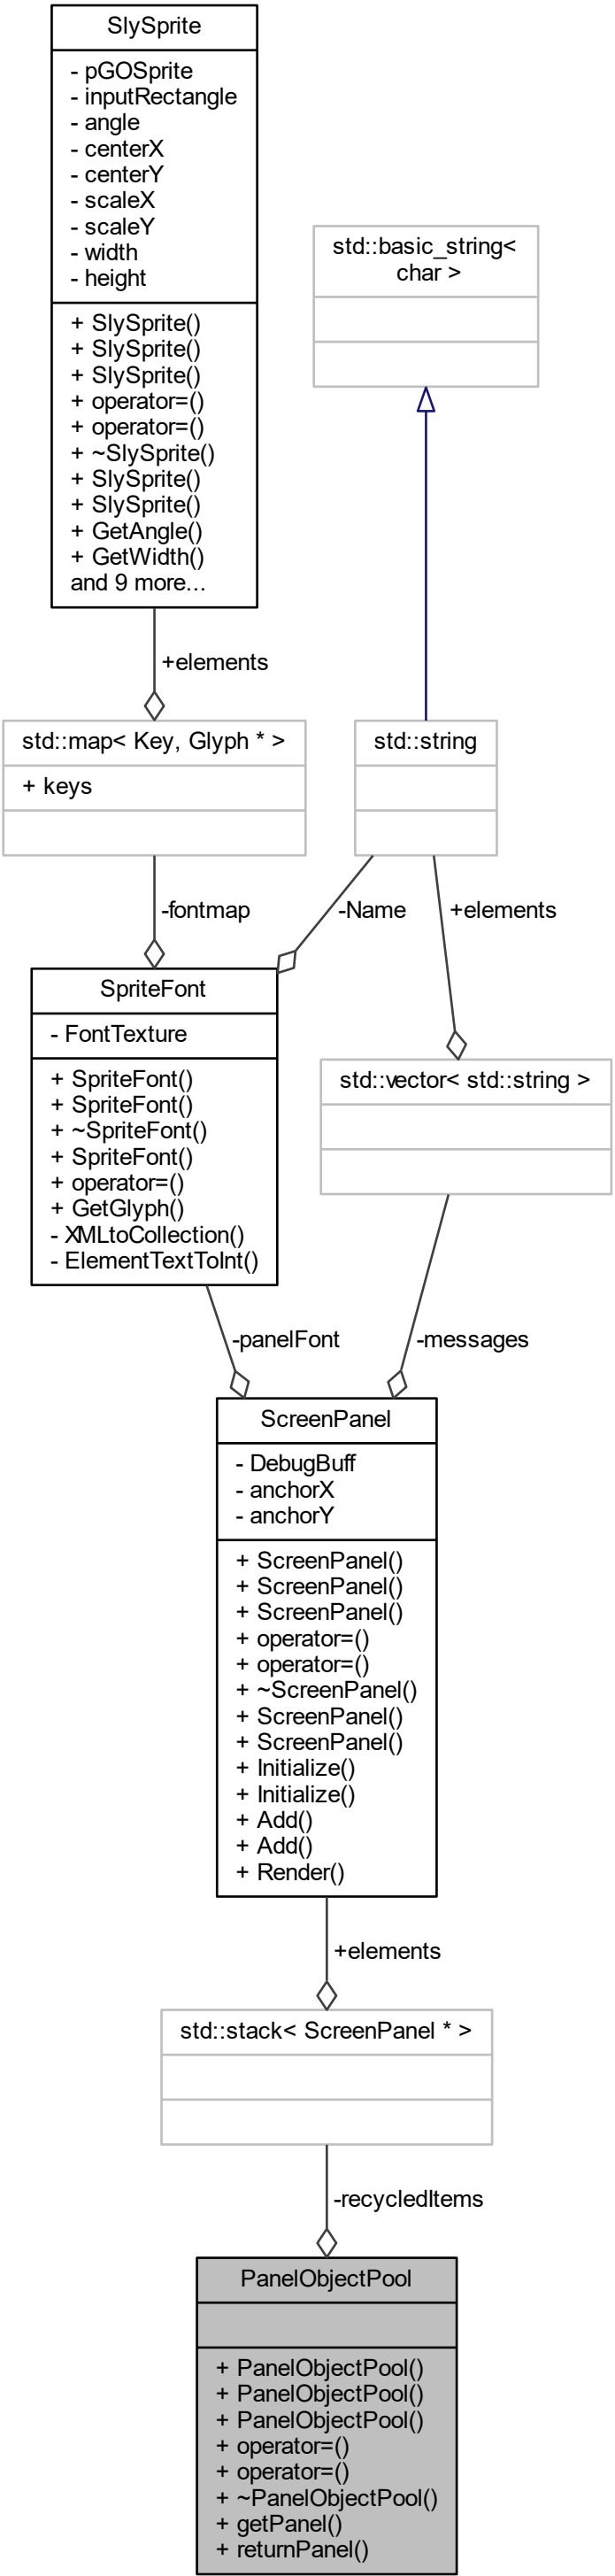 SlySprite
- pGOSprite
- inputRectangle
- angle
- centerX
- centerY
- scaleX
- scaleY
- width
- height
+ SlySprite()
+ SlySprite()
+ SlySprite()
+ operator=()
+ operator=()
+ ~SlySprite()
+ SlySprite()
+ SlySprite()
+ GetAngle()
+ GetWidth()
and 9 more...
std::basic_string<
char >
+elements
std::map< Key, Glyph * >
+ keys
std::string
-fontmap
-Name
+elements
SpriteFont
- FontTexture
+ SpriteFont()
+ SpriteFont()
+ ~SpriteFont()
+ SpriteFont()
+ operator=()
+ GetGlyph()
- XMLtoCollection()
- ElementTextToInt()
std::vector< std::string >
-panelFont
-messages
ScreenPanel
- DebugBuff
- anchorX
- anchorY
+ ScreenPanel()
+ ScreenPanel()
+ ScreenPanel()
+ operator=()
+ operator=()
+ ~ScreenPanel()
+ ScreenPanel()
+ ScreenPanel()
+ Initialize()
+ Initialize()
+ Add()
+ Add()
+ Render()
+elements
std::stack< ScreenPanel * >
-recycledItems
PanelObjectPool
+ PanelObjectPool()
+ PanelObjectPool()
+ PanelObjectPool()
+ operator=()
+ operator=()
+ ~PanelObjectPool()
+ getPanel()
+ returnPanel()